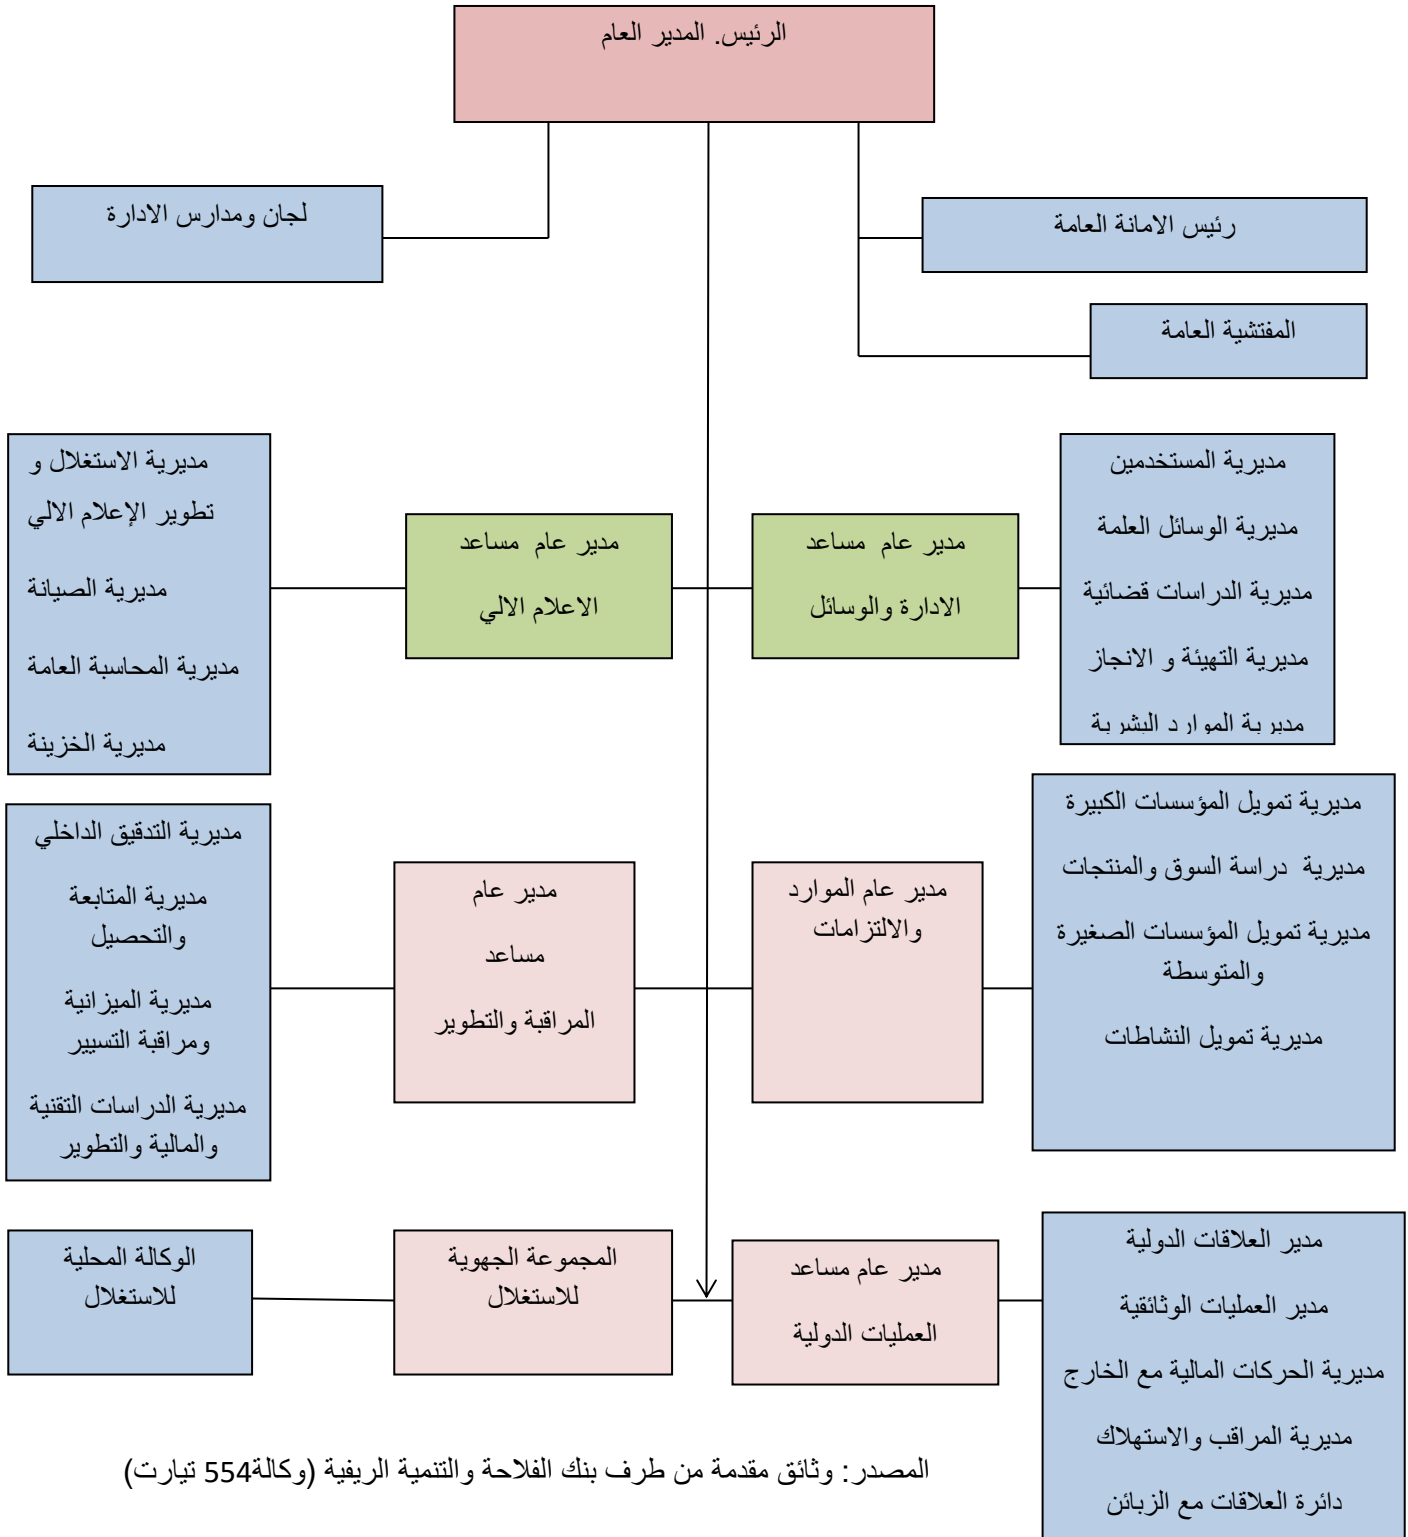 الرئيس. المدير العام
رئيس الامانة العامة
لجان ومدارس الادارة
المفتشية العامة
مديرية المستخدمين
مديرية الوسائل العلمة
مديرية الدراسات قضائية
مديرية التهيئة و الانجاز
مديرية الموارد البشرية
مدير عام مساعد
الادارة والوسائل
مدير عام مساعد
الاعلام الالي
مديرية الاستغلال و
تطوير الإعلام الالي
مديرية الصيانة
مديرية المحاسبة العامة
مديرية الخزينة
مديرية تمويل المؤسسات الكبيرة
مديرية دراسة السوق والمنتجات
مديرية تمويل المؤسسات الصغيرة
والمتوسطة
مديرية تمويل النشاطات
مدير عام الموارد
والالتزامات
مدير عام
مساعد
المراقبة والتطوير
مديرية التدقيق الداخلي
مديرية المتابعة
والتحصيل
مديرية الميزانية
ومراقبة التسيير
مديرية الدراسات التقنية
والمالية والتطوير
مدير العلاقات الدولية
مدير العمليات الوثائقية
مديرية الحركات المالية مع الخارج
مديرية المراقب والاستهلاك
دائرة العلاقات مع الزبائن
مدير عام مساعد
العمليات الدولية
المجموعة الجهوية
للاستغلال
الوكالة المحلية
للاستغلال
المصدر: وثائق مقدمة من طرف بنك الفلاحة والتنمية الريفية (وكالة554 تيارت)